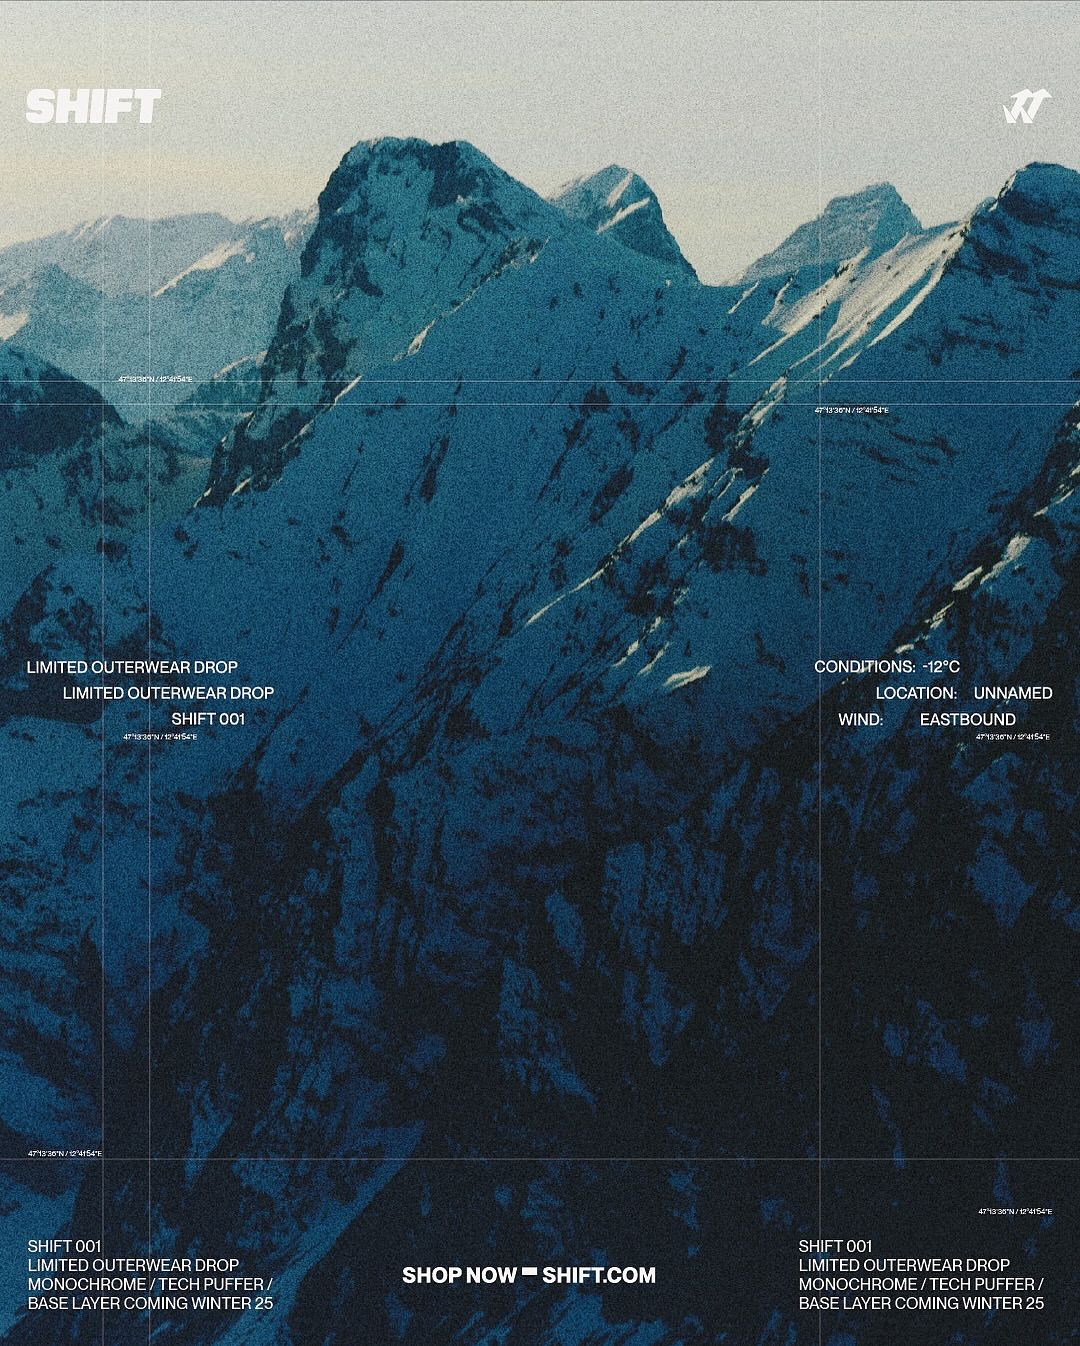 SHIFT
47°13'36"N / 12°41'54"E
47°13'36"N / 12°41'54"E
LIMITED OUTERWEAR DROP
LIMITED OUTERWEAR DROP
SHIFT 001
47°13'36"N / 12°41'54"E
CONDITIONS: -12°C
LOCATION: UNNAMED
WIND: EASTBOUND
47°13'36"N / 12°41'54"E
47°13'36"N / 12°41'54"E
47°13'36"N / 12°41'54"E
SHIFT 001
LIMITED OUTERWEAR DROP
MONOCHROME / TECH PUFFER /
BASE LAYER COMING WINTER 25
SHOP NOW ━ SHIFT.COM
SHIFT 001
LIMITED OUTERWEAR DROP
MONOCHROME / TECH PUFFER /
BASE LAYER COMING WINTER 25